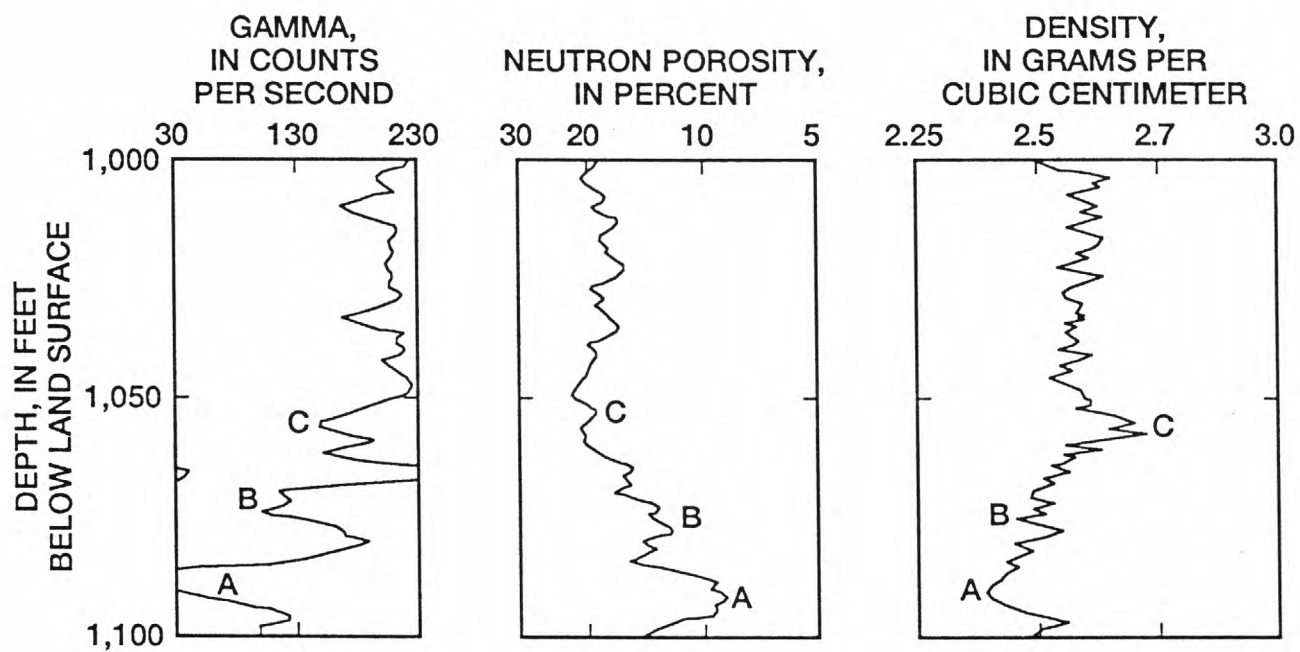 GAMMA,
IN COUNTS
PER SECOND
30 130 230
NEUTRON POROSITY,
IN PERCENT
30 20 10 5
DENSITY,
IN GRAMS PER
CUBIC CENTIMETER
2.25 2.5 2.7 3.0
DEPTH, IN FEET
BELOW LAND SURFACE
1,000
1,050
1,100
C
B
A
C
B
A
C
B
A